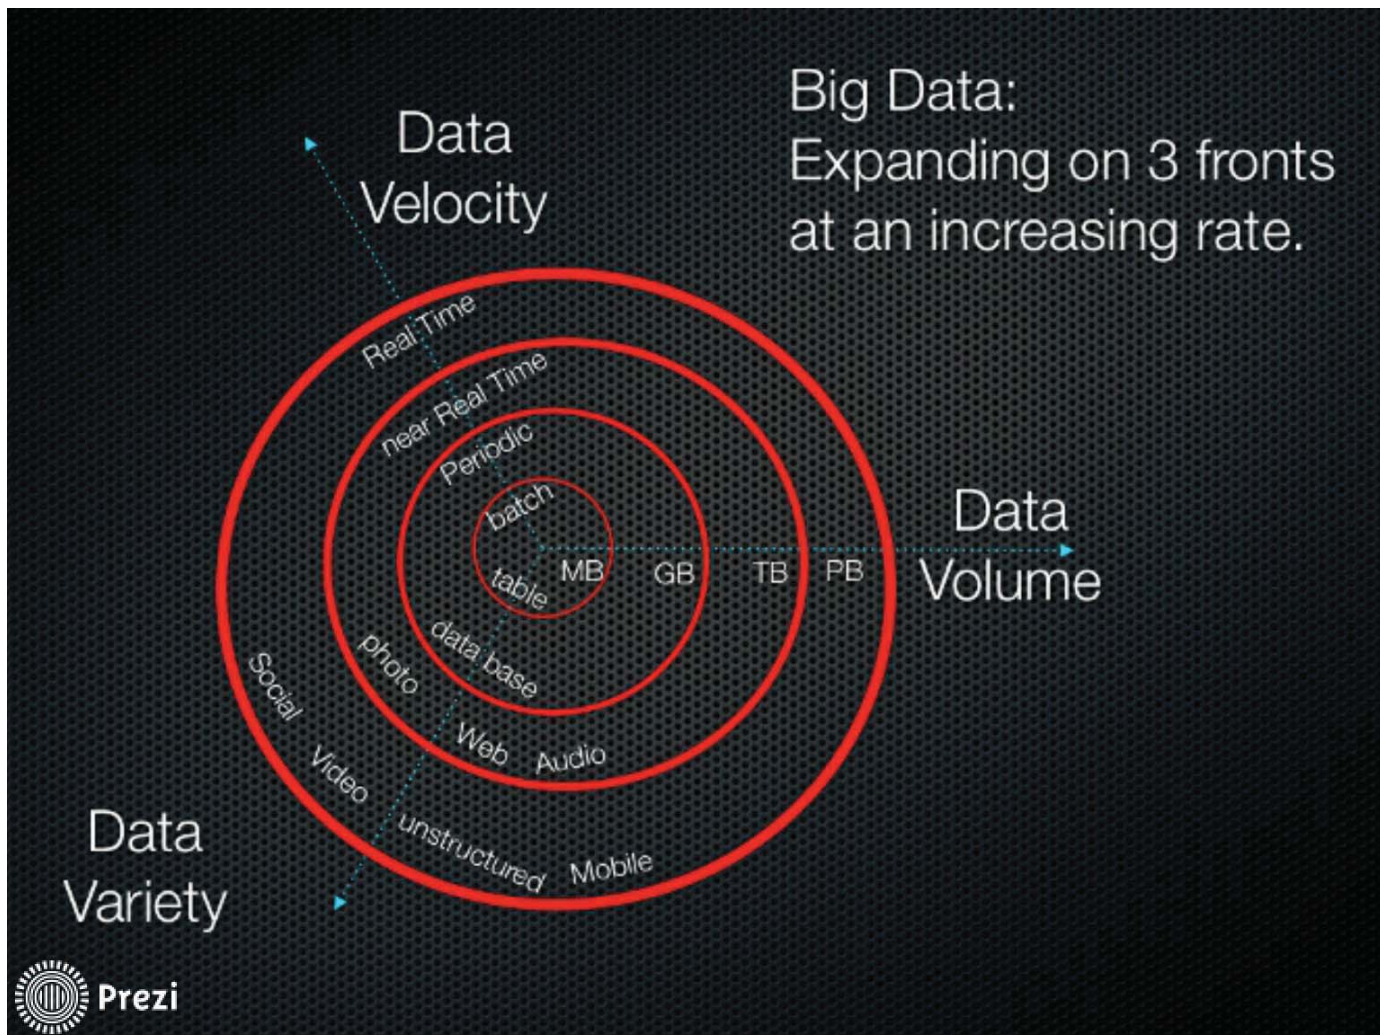 Big Data:
Expanding on 3 fronts
at an increasing rate.
Data
Velocity
Real Time
near Real Time
Periodic
batch
table
MB GB TB PB
Data
Volume
data base
photo
Web Audio
Social
Video
unstructured
Mobile
Data
Variety
Prezi